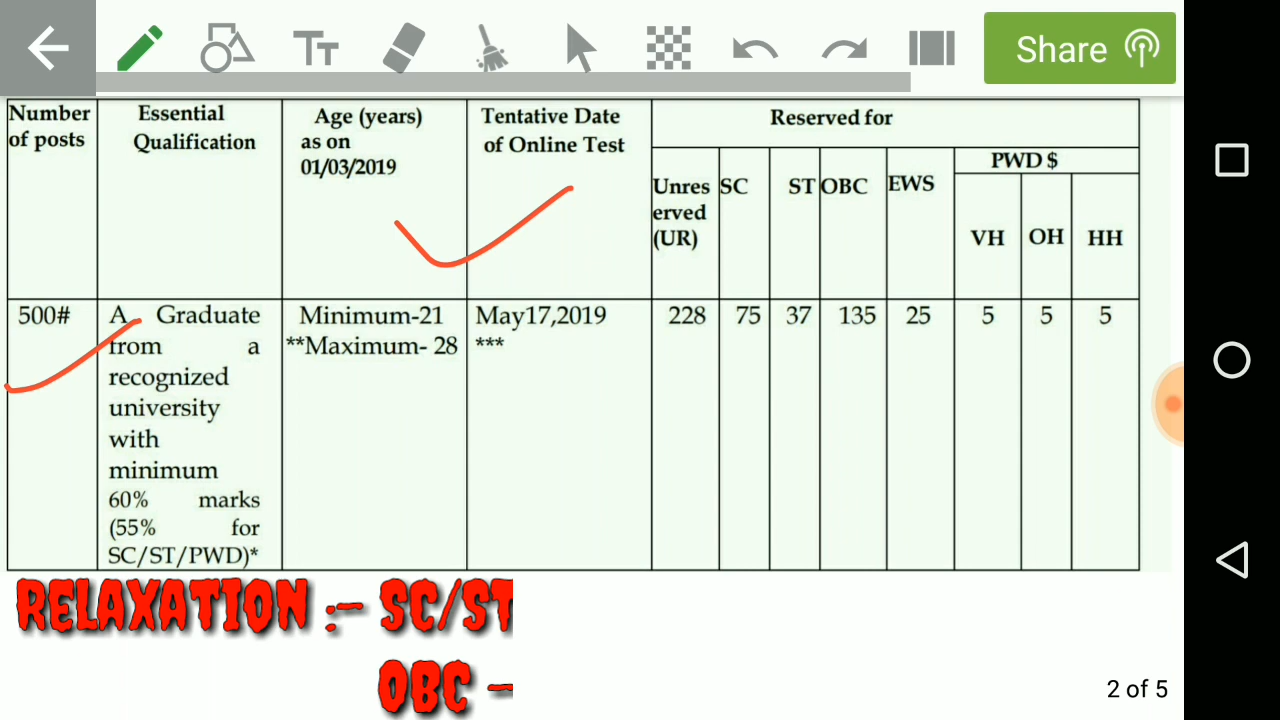 Tт
Share
Number
of posts
Essential
Qualification
Age (years)
as on
01/03/2019
Tentative Date
of Online Test
Reserved for
Unres
erved
(UR)
SC
ST
OBC
EWS
PWD $
VH
OH
HH
500#
A Graduate
from a
recognized
university
with
minimum
60% marks
(55% for
SC/ST/PWD)*
Minimum-21
**Maximum- 28
May17,2019
***
228
75
37
135
25
5
5
5
RELAXATION :- SC/ST
OBC -
2 of 5